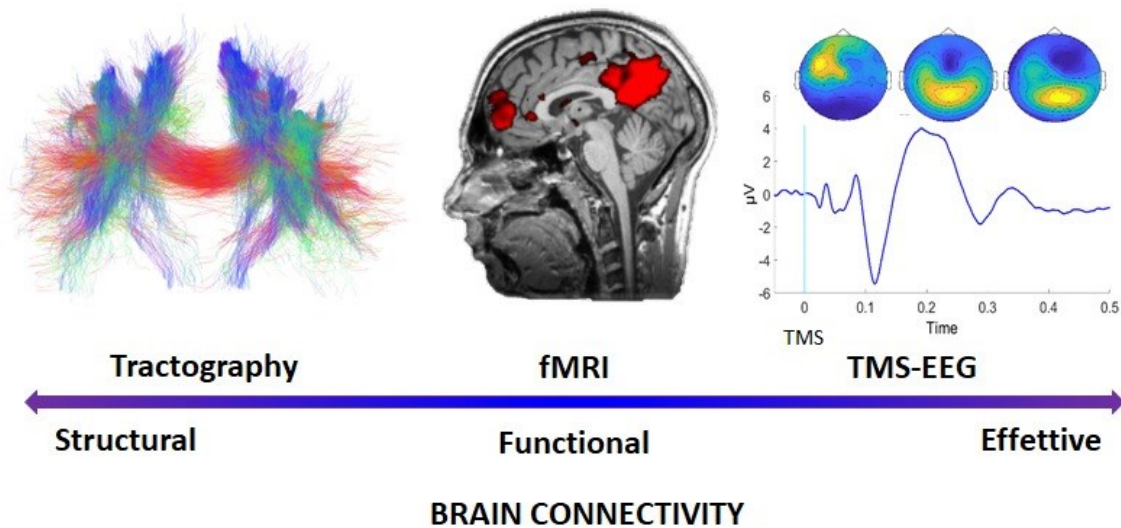 6
4
2
0
-2
-4
-6
µV
0 0.1 0.2 0.3 0.4 0.5
TMS
Time
Tractography fMRI TMS-EEG
Structural Functional Effettive
BRAIN CONNECTIVITY